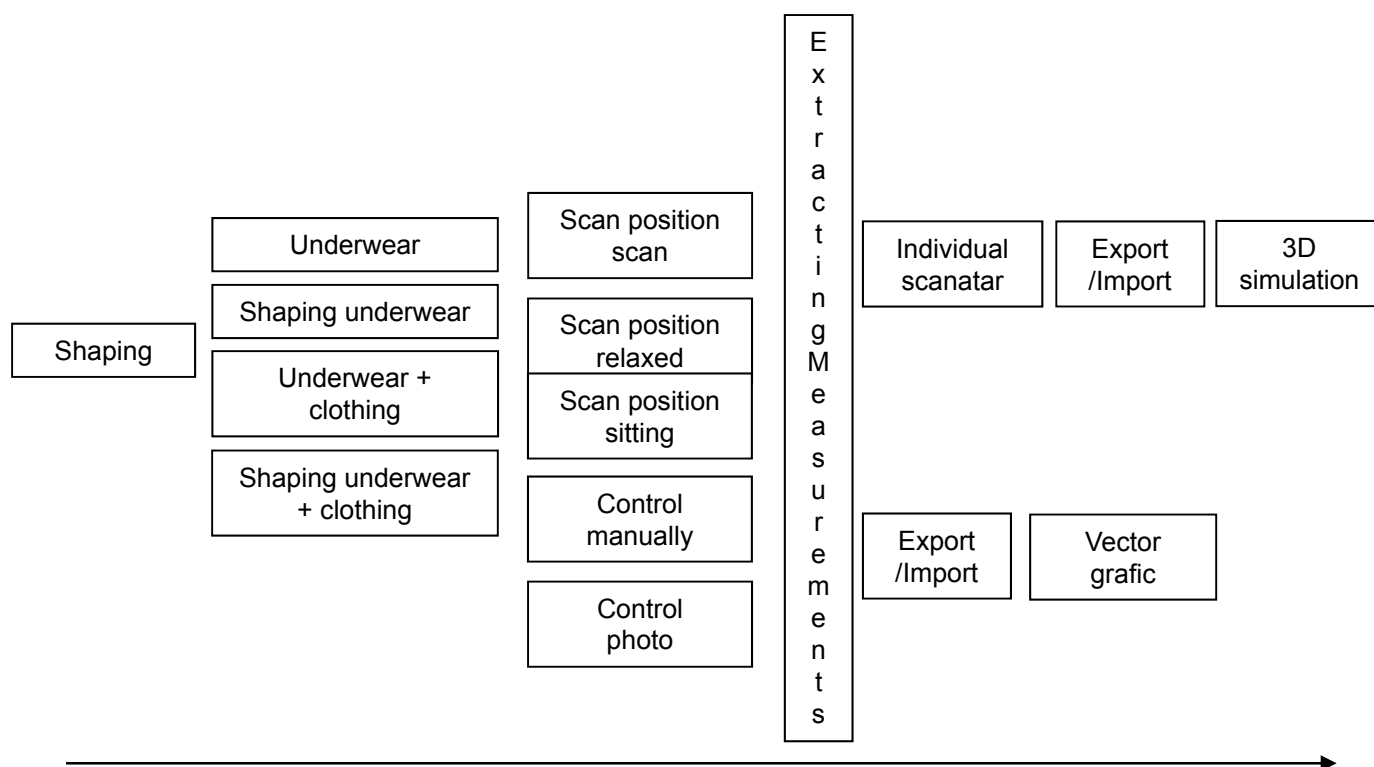 Shaping
Underwear
Shaping underwear
Underwear +
clothing
Shaping underwear
+ clothing
Scan position
scan
Scan position
relaxed
Scan position
sitting
Control
manually
Control
photo
E
x
t
r
a
c
t
i
n
g
M
e
a
s
u
r
e
m
e
n
t
s
Individual
scanatar
Export
/Import
3D
simulation
Export
/Import
Vector
grafic